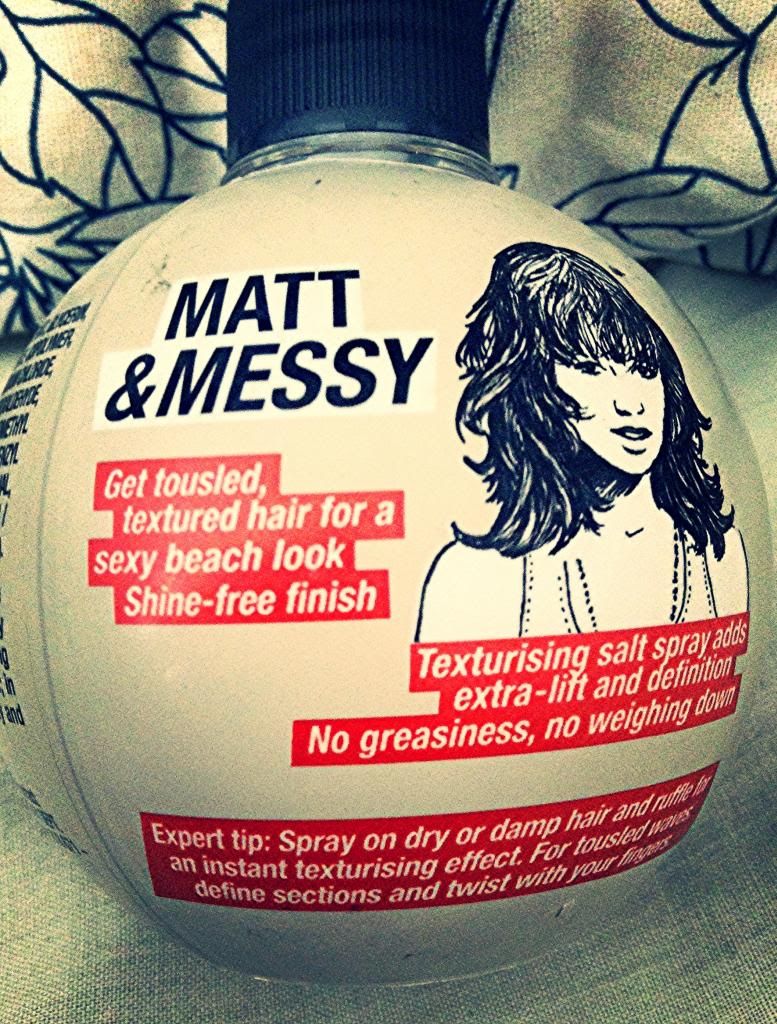 MATT
&MESSY
Get tousled,
textured hair for a
sexy beach look
Shine-free finish
Texturising salt spray adds
extra-lift and definition
No greasiness, no weighing down
Expert tip: Spray on dry or damp hair and ruffle for
an instant texturising effect. For tousled waves
define sections and twist with your fingers